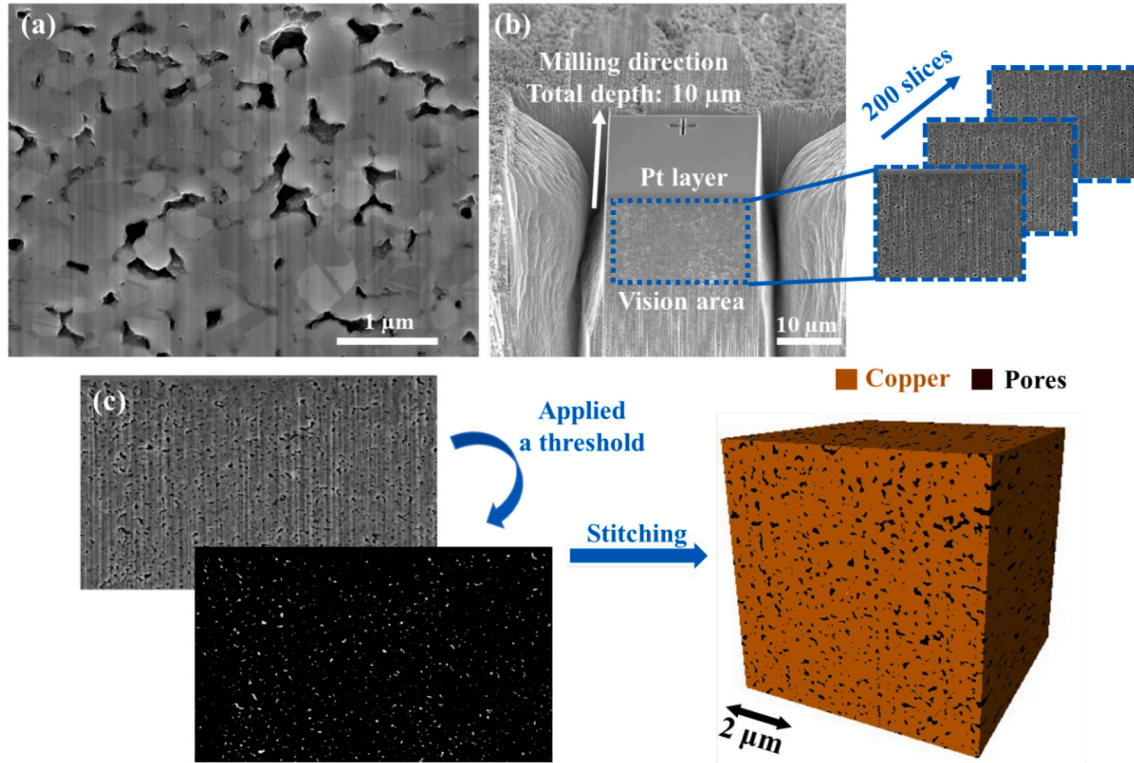 (a)
1 μm
(b)
Milling direction
Total depth: 10 μm
Pt layer
Vision area
10 μm
200 slices
(c)
Applied
a threshold
Stitching
Copper
Pores
2 μm